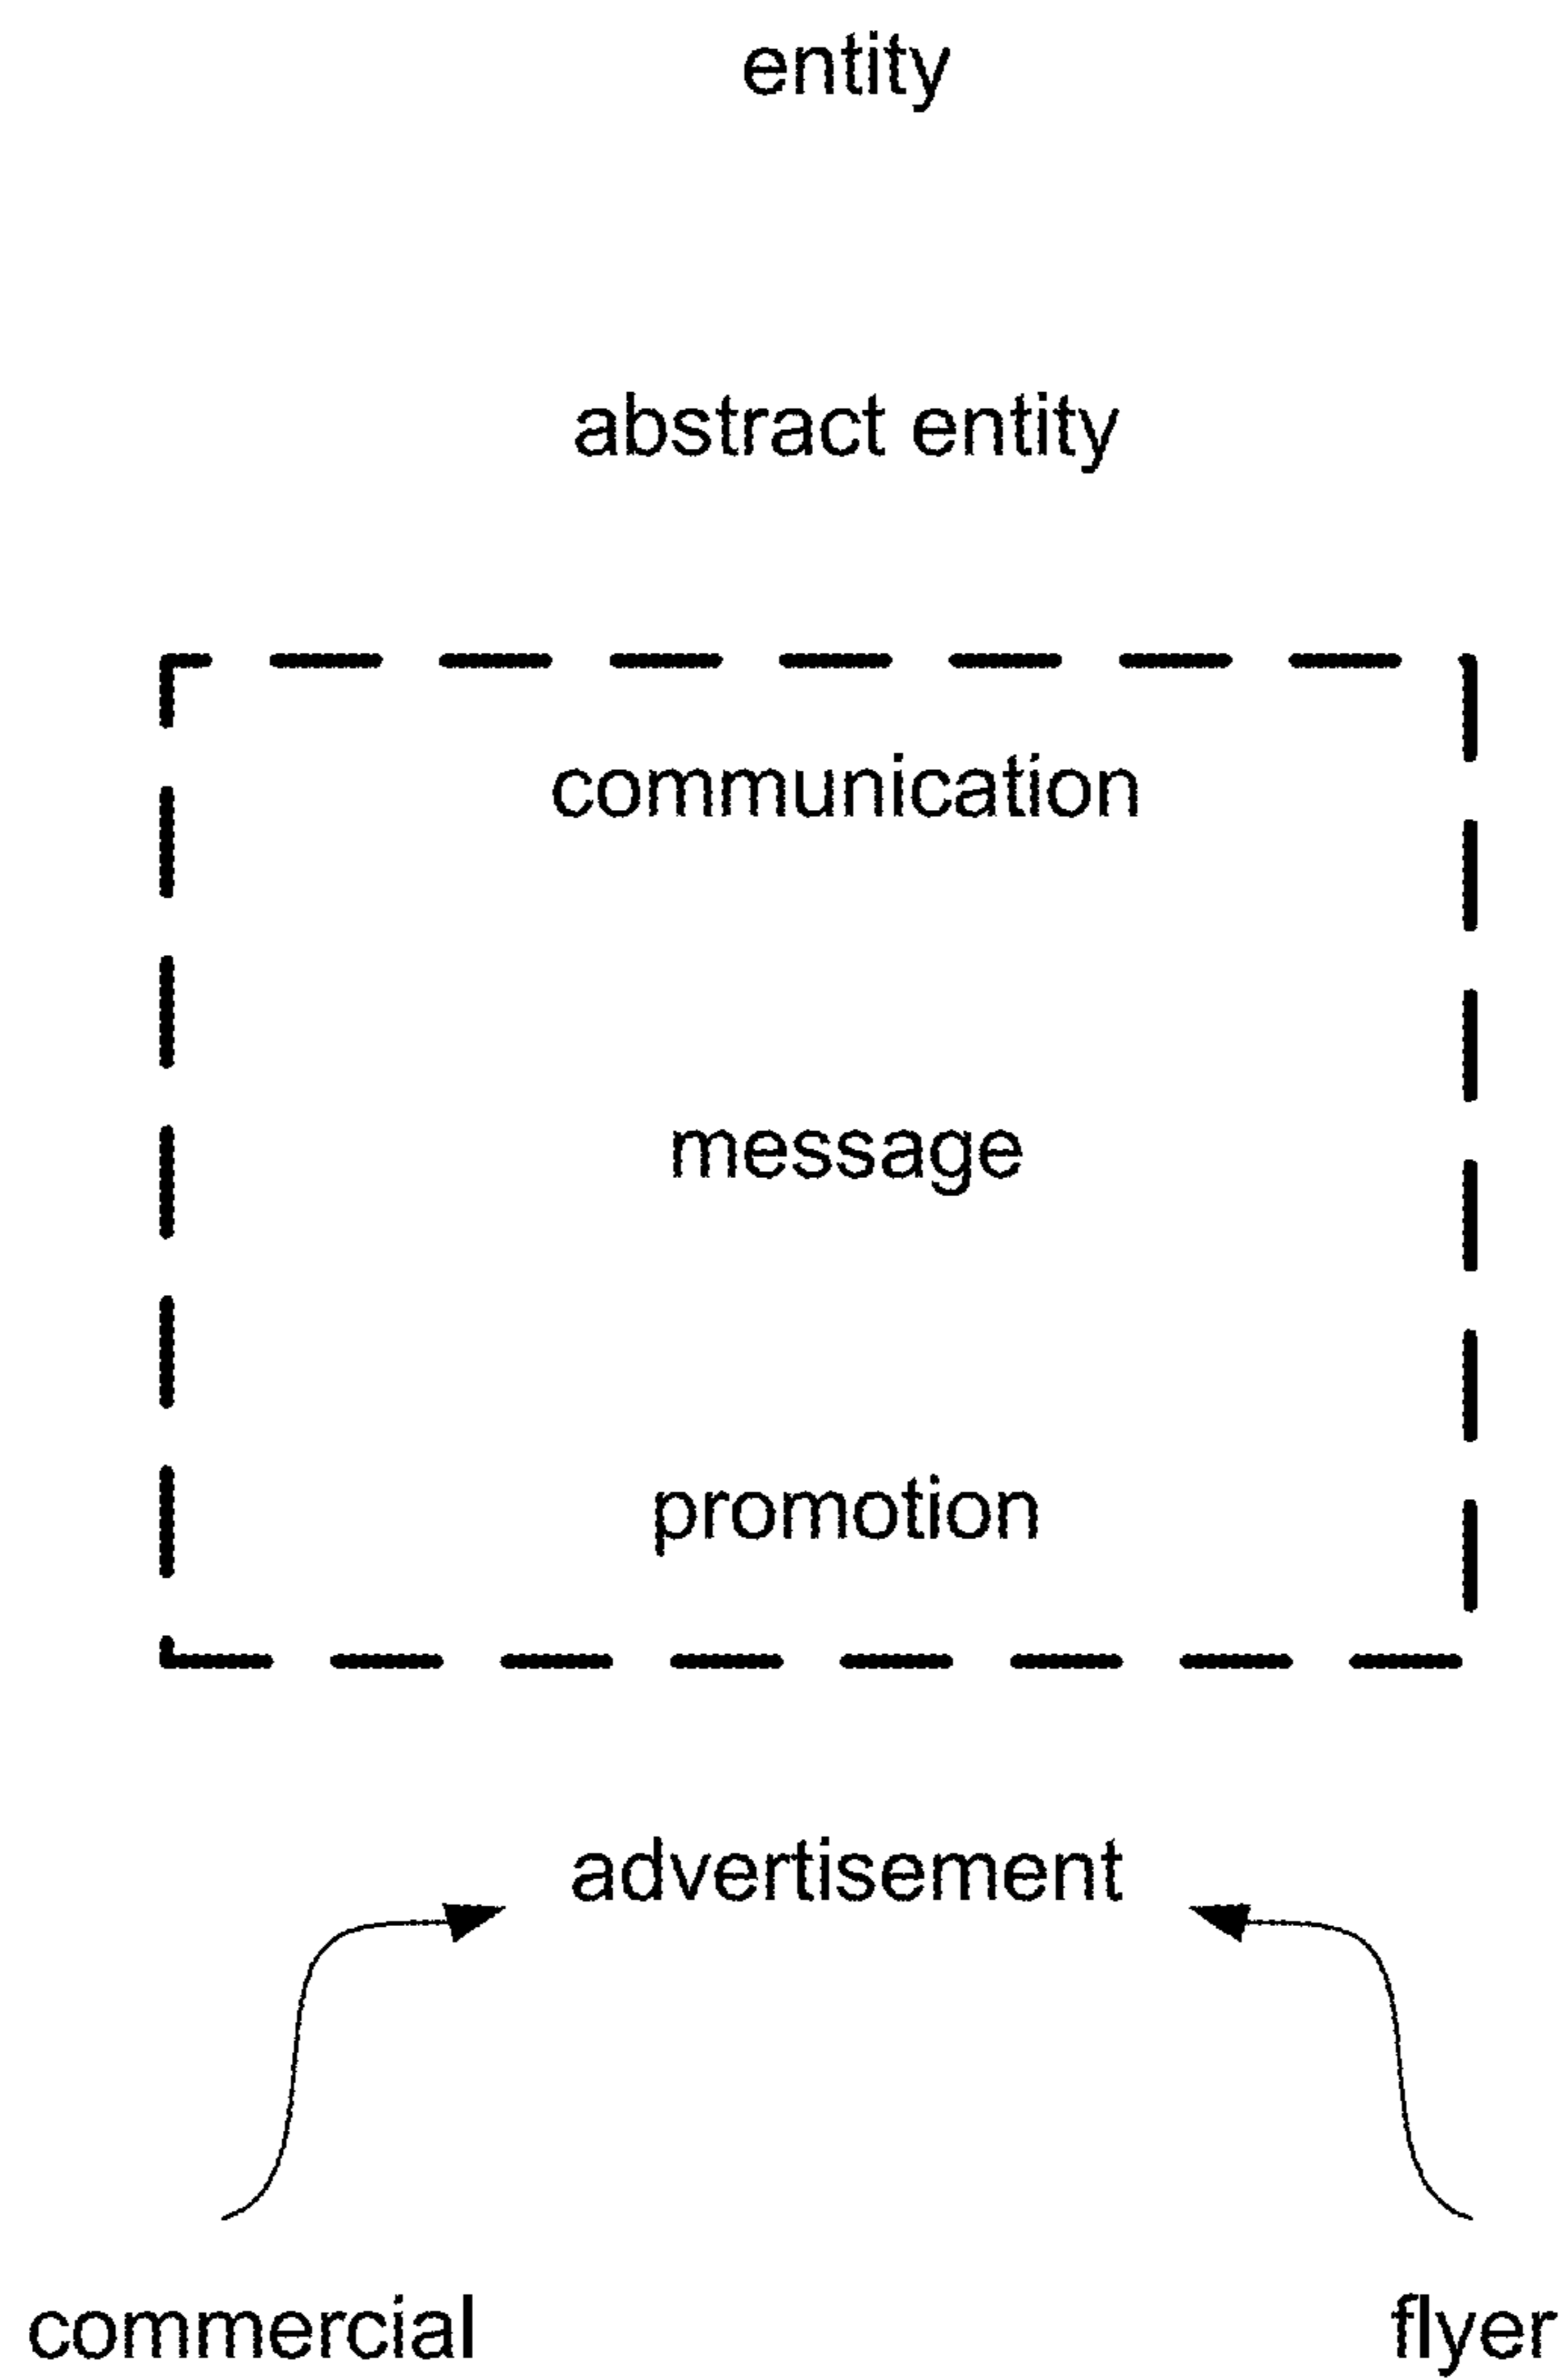 entity
abstract entity
communication
message
promotion
advertisement
commercial
flyer